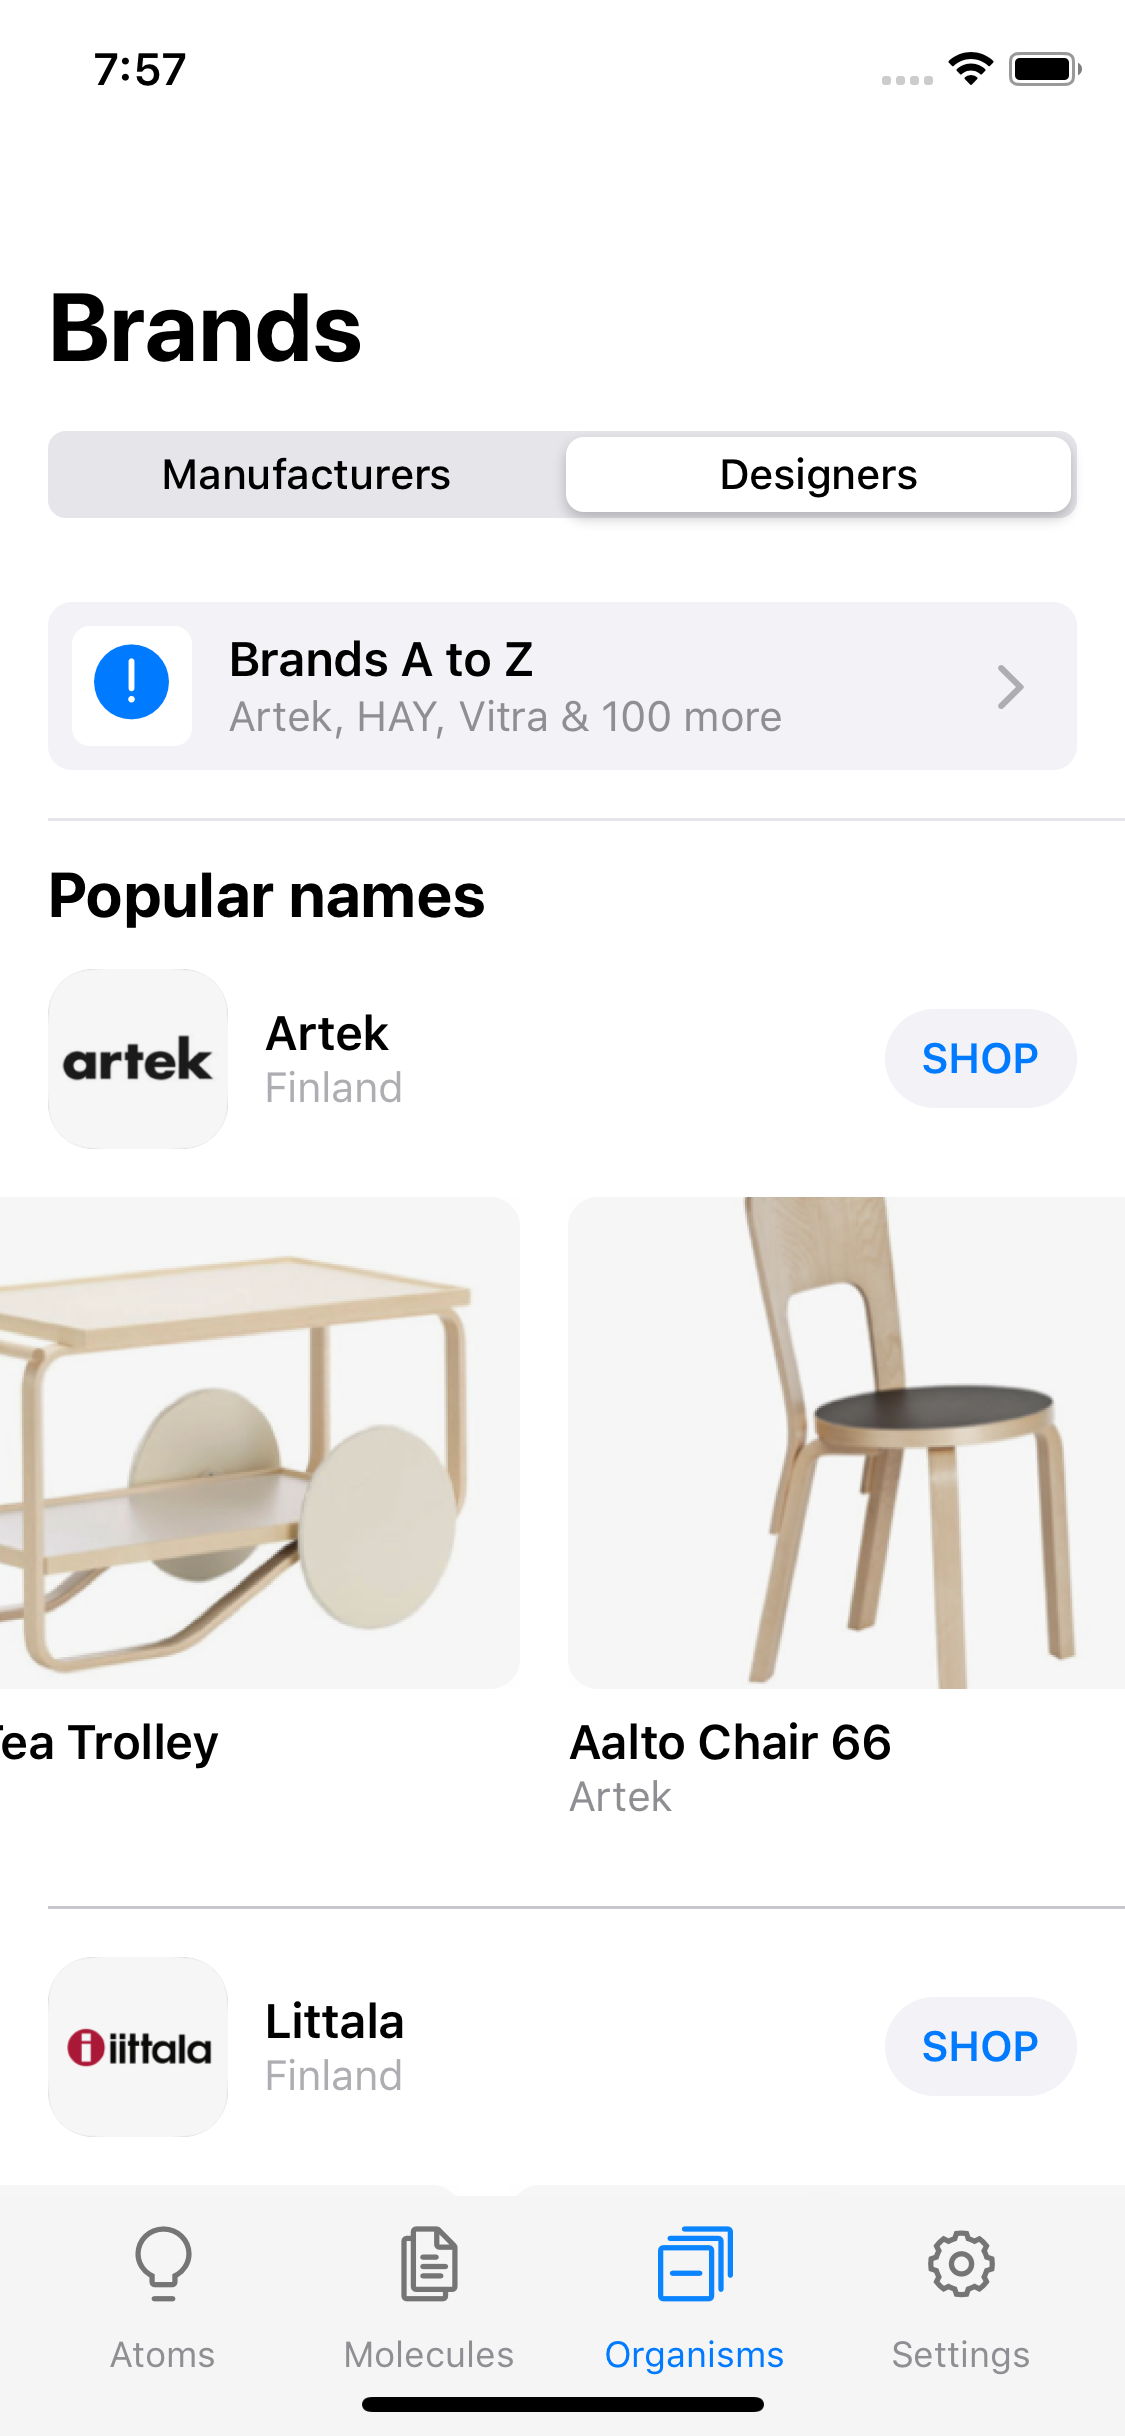 7:57
Brands
Manufacturers
Designers
Brands A to Z
Artek, HAY, Vitra & 100 more
Popular names
artek
Artek
Finland
SHOP
ea Trolley
Aalto Chair 66
Artek
iittala
Littala
Finland
SHOP
Atoms
Molecules
Organisms
Settings